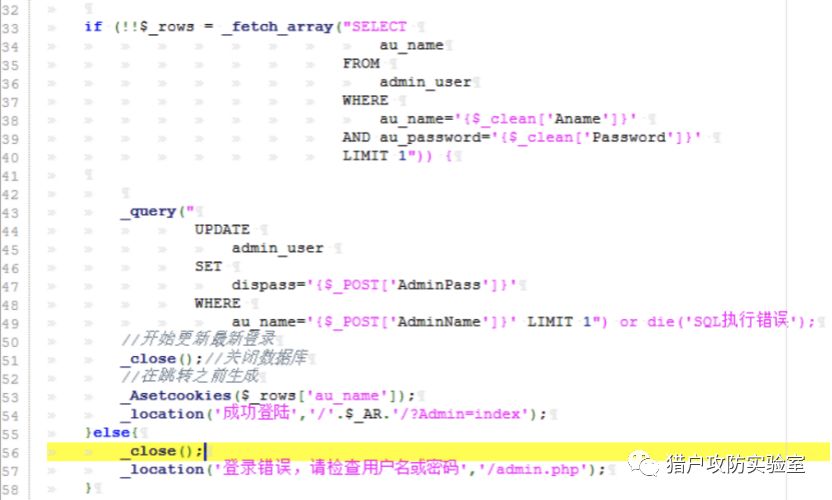 32
33 if (!!$_rows = _fetch_array("SELECT
34 au_name
35 FROM
36 admin_user
37 WHERE
38 au_name='{$_clean['Aname']}'
39 AND au_password='{$_clean['Password']}'
40 LIMIT 1")) {
41
42
43 _query("
44 UPDATE
45 admin_user
46 SET
47 dispass='{$_POST['AdminPass']}'
48 WHERE
49 au_name='{$_POST['AdminName']}' LIMIT 1") or die('SQL执行错误');
50 //开始更新最新登录
51 _close();//关闭数据库
52 //在跳转之前生成
53 _Asetcookies($_rows['au_name']);
54 _location('成功登陆','/'.$_AR.'/?Admin=index');
55 }else{
56 _close();
57 _location('登录错误，请检查用户名或密码','/admin.php');
58 }
猎户攻防实验室